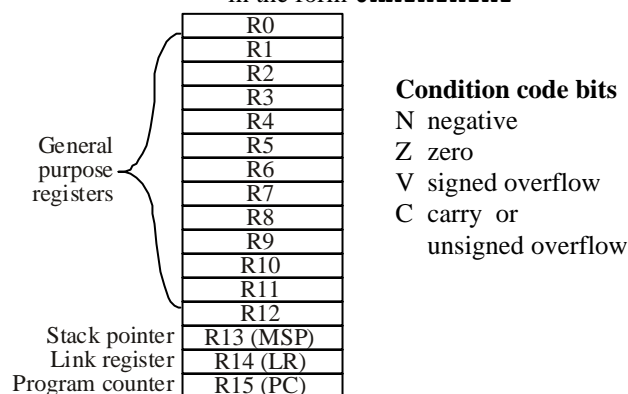 R0
R1
R2
R3
R4
R5
R6
R7
R8
R9
R10
R11
R12
R13 (MSP)
R14 (LR)
R15 (PC)
General
purpose
registers
Stack pointer
Link register
Program counter
Condition code bits
N negative
Z zero
V signed overflow
C carry or
unsigned overflow